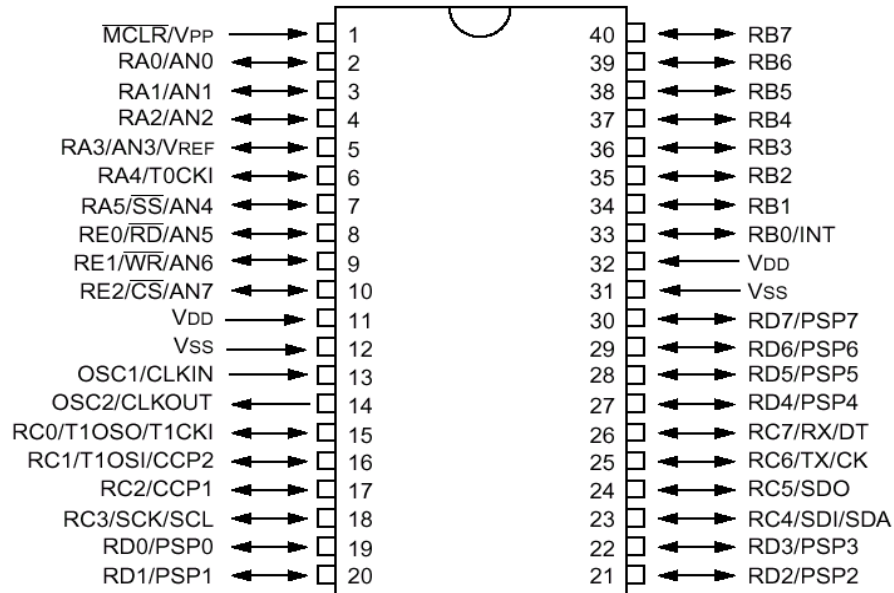 MCLR/VPP 1 40 RB7
RA0/AN0 2 39 RB6
RA1/AN1 3 38 RB5
RA2/AN2 4 37 RB4
RA3/AN3/VREF 5 36 RB3
RA4/T0CKI 6 35 RB2
RA5/SS/AN4 7 34 RB1
RE0/RD/AN5 8 33 RB0/INT
RE1/WR/AN6 9 32 VDD
RE2/CS/AN7 10 31 VSS
VDD 11 30 RD7/PSP7
VSS 12 29 RD6/PSP6
OSC1/CLKIN 13 28 RD5/PSP5
OSC2/CLKOUT 14 27 RD4/PSP4
RC0/T1OSO/T1CKI 15 26 RC7/RX/DT
RC1/T1OSI/CCP2 16 25 RC6/TX/CK
RC2/CCP1 17 24 RC5/SDO
RC3/SCK/SCL 18 23 RC4/SDI/SDA
RD0/PSP0 19 22 RD3/PSP3
RD1/PSP1 20 21 RD2/PSP2